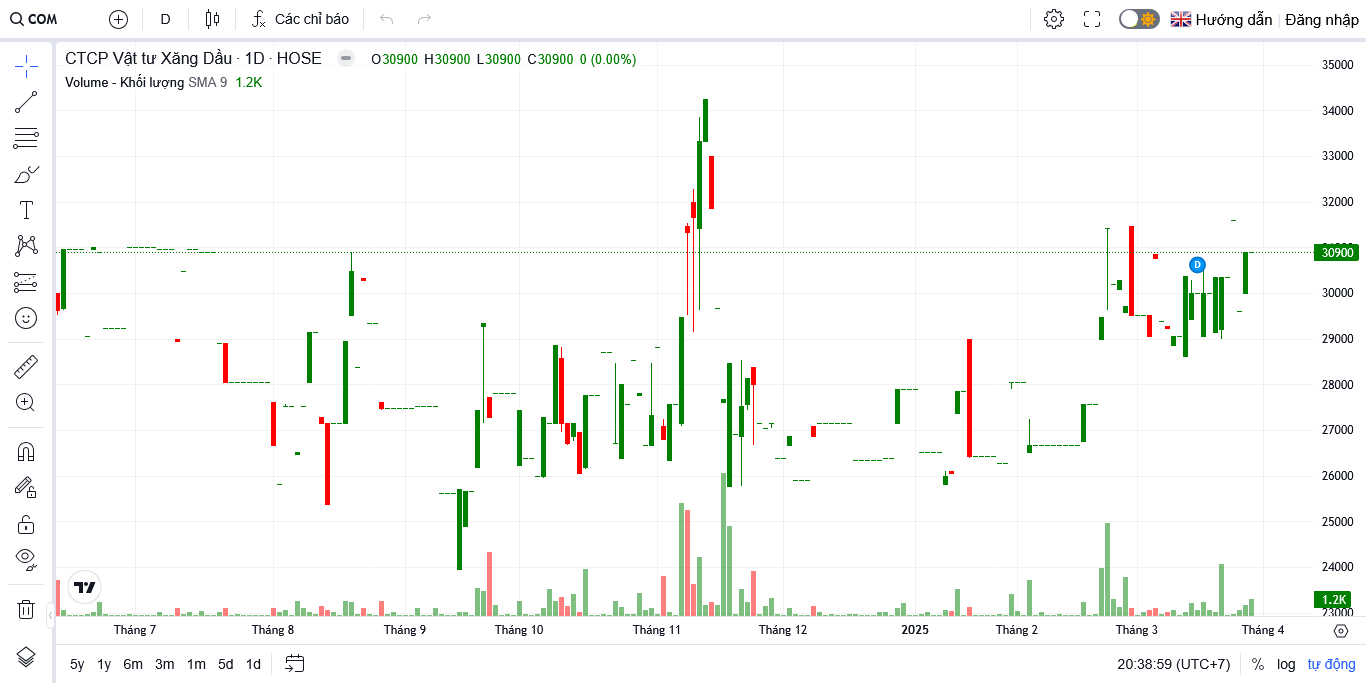 COM D Các chỉ báo Hướng dẫn Đăng nhập
CTCP Vật tư Xăng Dầu · 1D · HOSE O30900 H30900 L30900 C30900 0 (0.00%)
Volume - Khối lượng SMA 9 1.2K
35000
34000
33000
32000
30900
30000
29000
28000
27000
26000
25000
24000
1.2K
23000
D
Tháng 7 Tháng 8 Tháng 9 Tháng 10 Tháng 11 Tháng 12 2025 Tháng 2 Tháng 3 Tháng 4
5y 1y 6m 3m 1m 5d 1d 20:38:59 (UTC+7) % log tự động